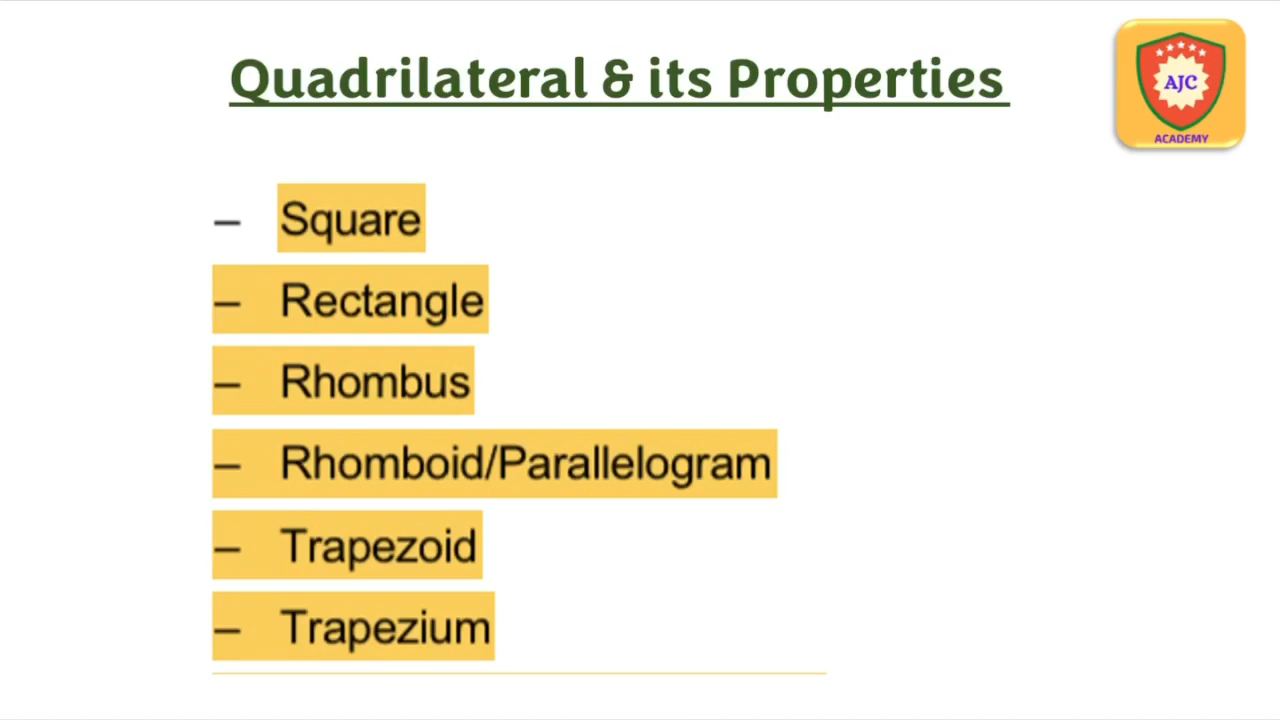 Quadrilateral & its Properties
AJC
ACADEMY
– Square
– Rectangle
– Rhombus
– Rhomboid/Parallelogram
– Trapezoid
– Trapezium